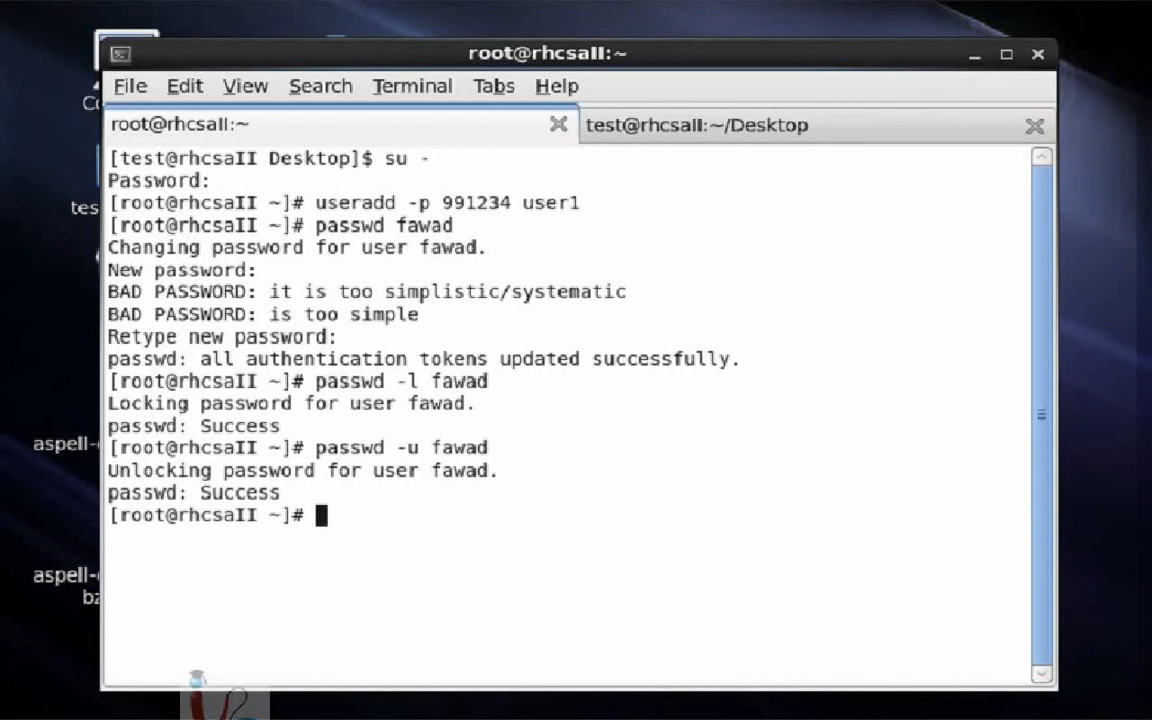 root@rhcsaII:~
File Edit View Search Terminal Tabs Help
root@rhcsaII:~ test@rhcsaII:~/Desktop
[test@rhcsaII Desktop]$ su -
Password:
[root@rhcsaII ~]# useradd -p 991234 user1
[root@rhcsaII ~]# passwd fawad
Changing password for user fawad.
New password:
BAD PASSWORD: it is too simplistic/systematic
BAD PASSWORD: is too simple
Retype new password:
passwd: all authentication tokens updated successfully.
[root@rhcsaII ~]# passwd -l fawad
Locking password for user fawad.
passwd: Success
[root@rhcsaII ~]# passwd -u fawad
Unlocking password for user fawad.
passwd: Success
[root@rhcsaII ~]#